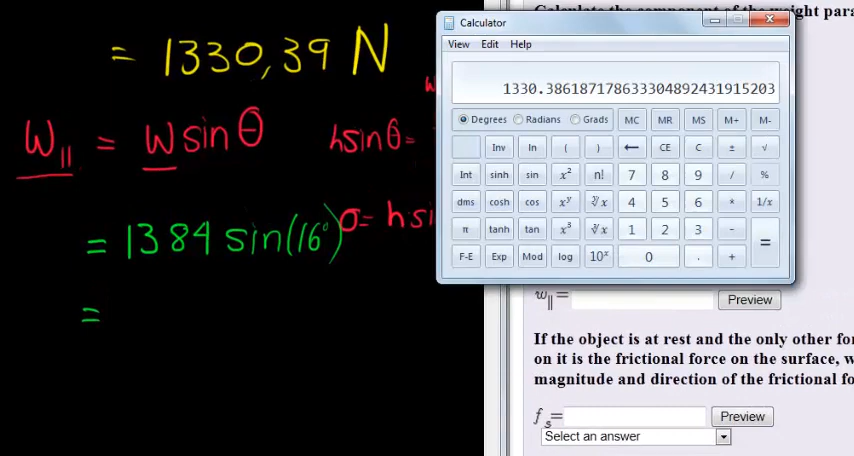 = 1330,39 N
W|| = W sin θ
h sin θ =
= 1384 sin(16°)
o = h si
=
Calculator
View Edit Help
1330.3861871786333048924319152​03
Degrees Radians Grads MC MR MS M+ M-
Inv ln ( ) ← CE C ± √
Int sinh sin x² n! 7 8 9 / %
dms cosh cos xʸ ʸ√x 4 5 6 * 1/x
π tanh tan x³ ³√x 1 2 3 - =
F-E Exp Mod log 10ˣ 0 . +
Calculate the component of the weight para
w|| = Preview
If the object is at rest and the only other for
on it is the frictional force on the surface, w
magnitude and direction of the frictional fo
fs = Preview
Select an answer